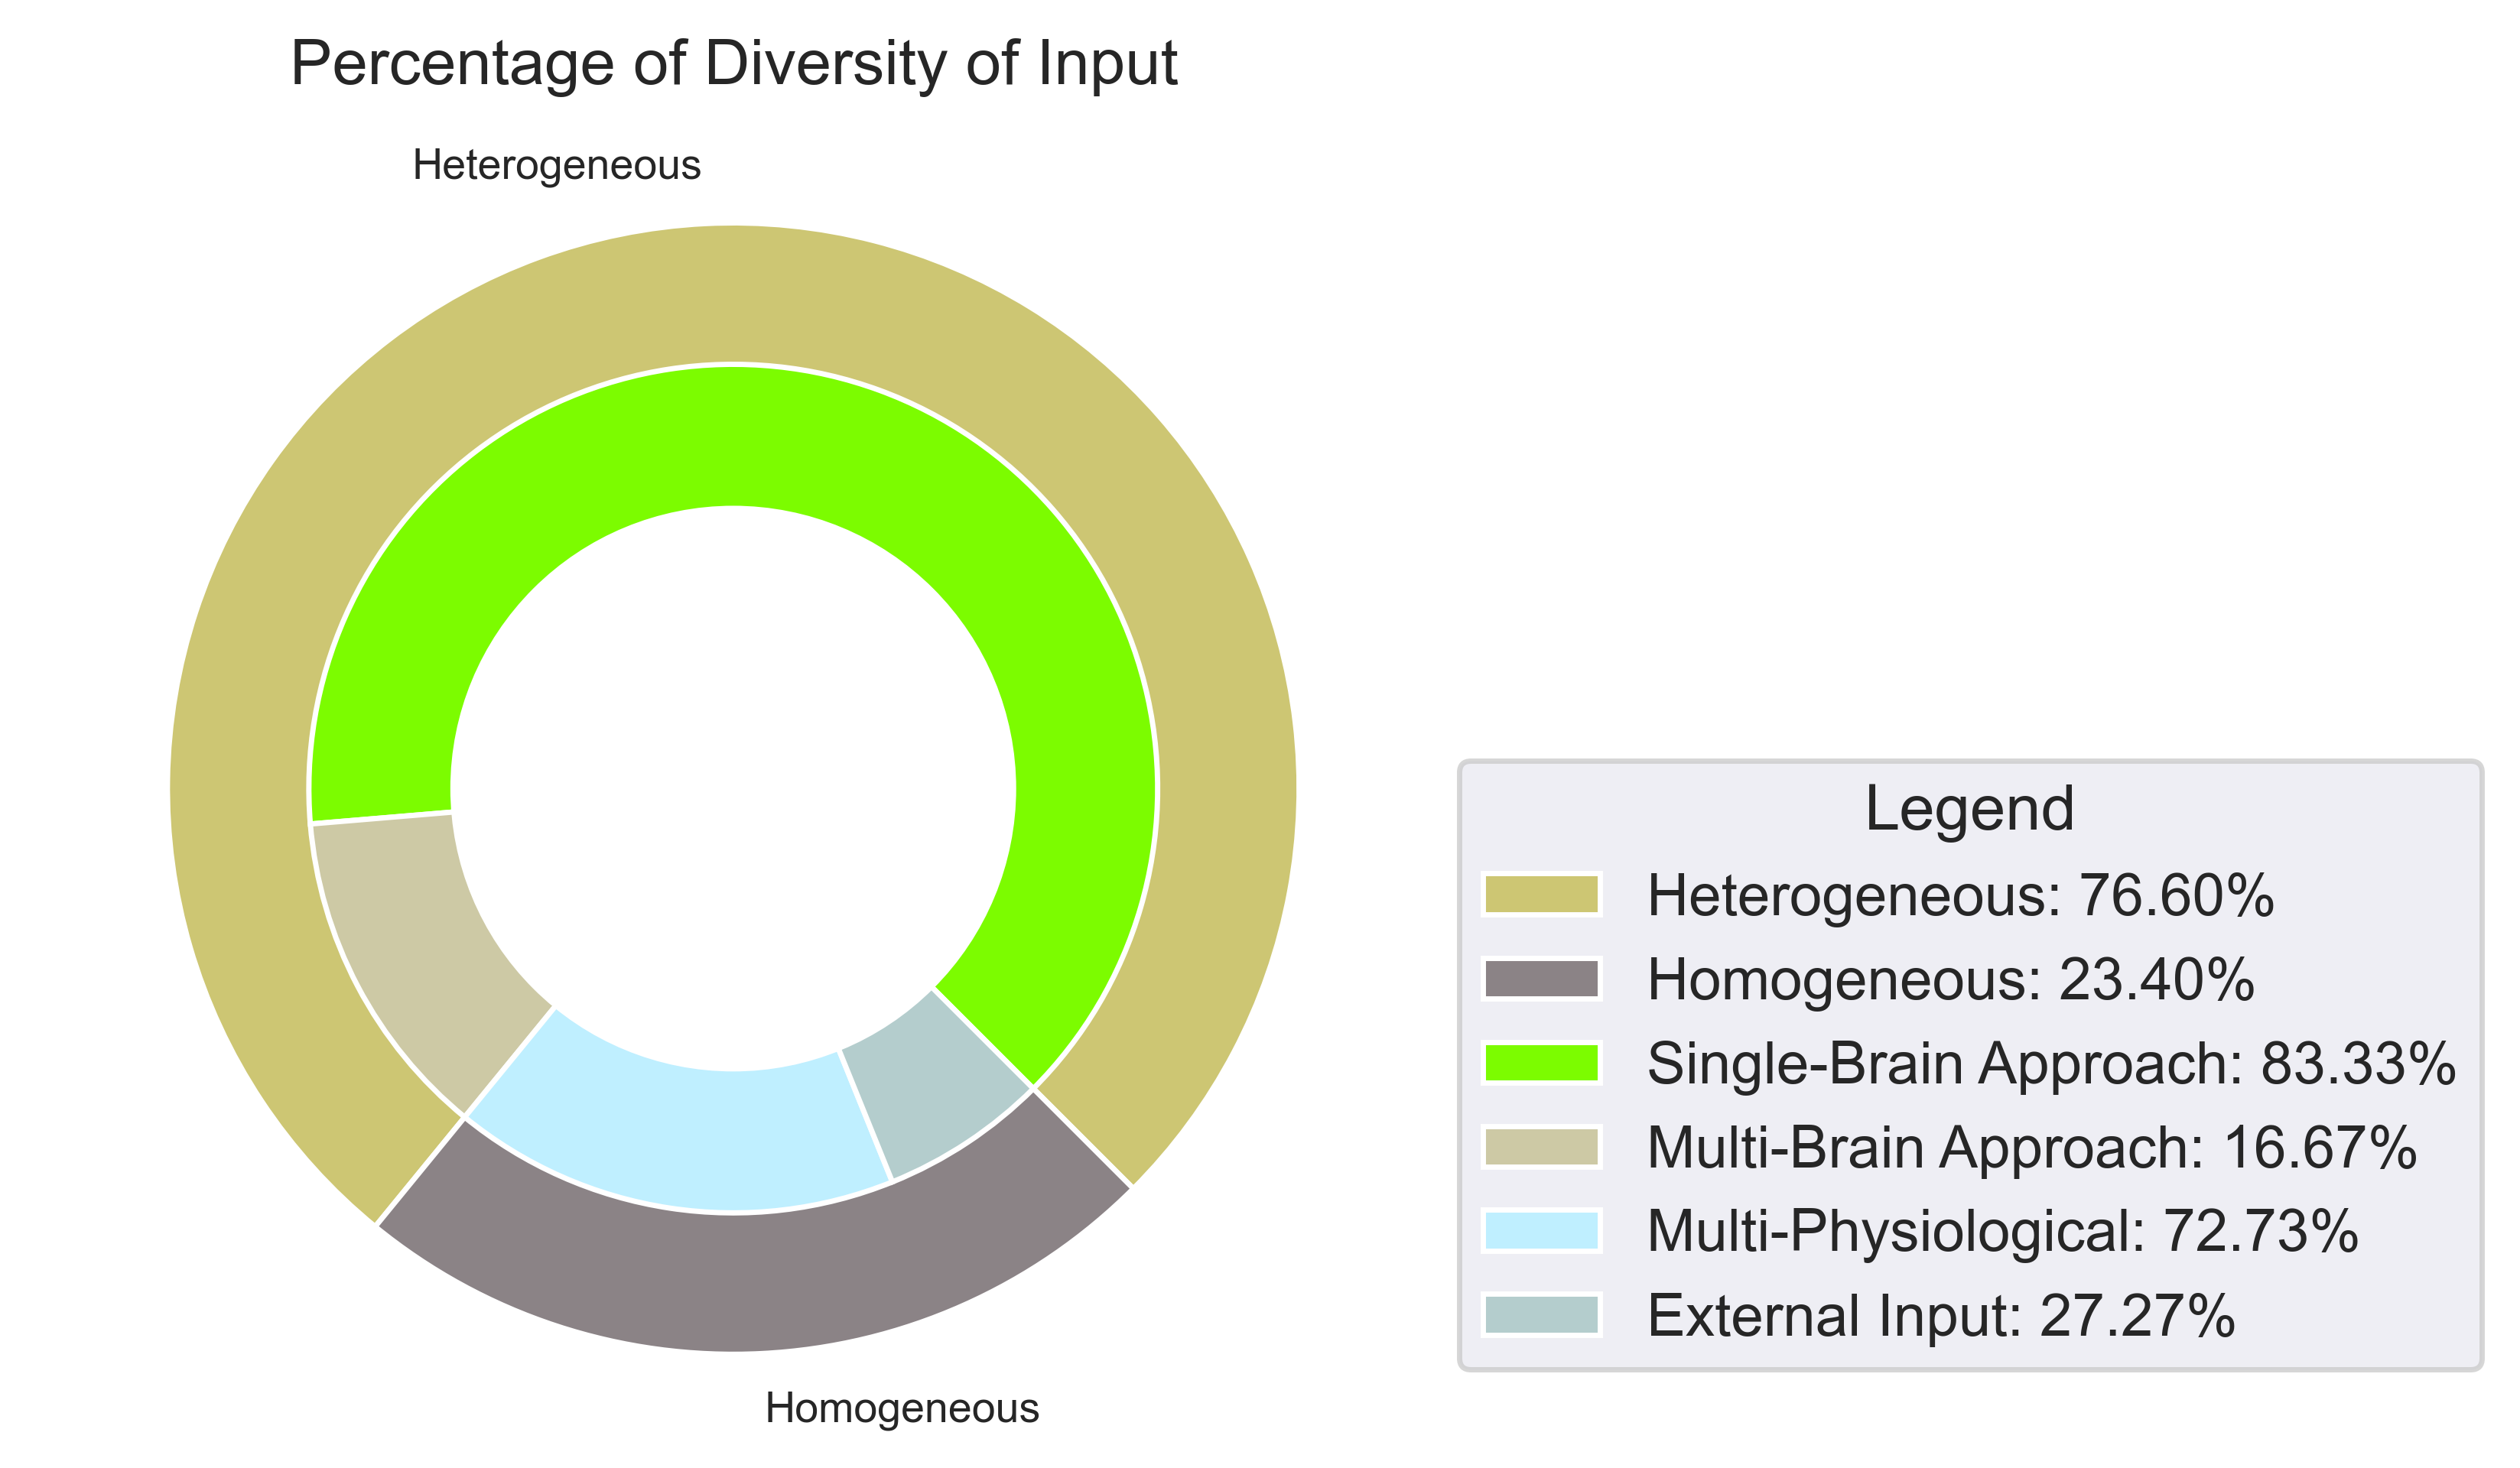 Percentage of Diversity of Input
Heterogeneous
Homogeneous
Legend
Heterogeneous: 76.60%
Homogeneous: 23.40%
Single-Brain Approach: 83.33%
Multi-Brain Approach: 16.67%
Multi-Physiological: 72.73%
External Input: 27.27%